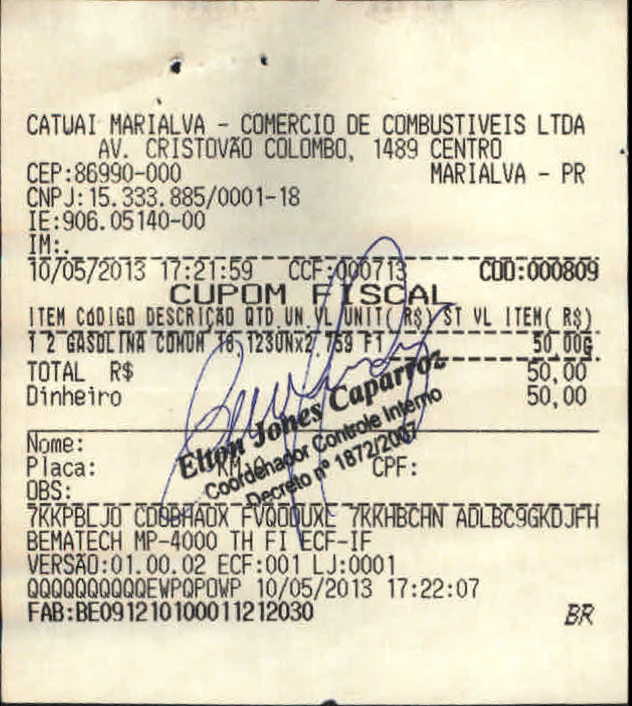 CATUAI MARIALVA - COMERCIO DE COMBUSTIVEIS LTDA
AV. CRISTOVÃO COLOMBO, 1489 CENTRO
CEP:86990-000 MARIALVA - PR
CNPJ:15.333.885/0001-18
IE:906.05140-00
IM:.
10/05/2013 17:21:59 CCF:000713 COO:000809
CUPOM FISCAL
ITEM CÓDIGO DESCRIÇÃO QTD UN VL UNIT( R$) ST VL ITEM( R$)
1 2 GASOLINA COMUM 18,123UNx2,759 F1 50,00G
TOTAL R$ 50,00
Dinheiro 50,00
Elton Jones Caparroz
Coordenador Controle Interno
Decreto nº 1872/2007
Nome:
Placa: KM:0 CPF:
OBS:
7KKPBLJO FVQODUXL 7KKHBCHN ADLBC9GKDJFH
BEMATECH MP-4000 TH FI ECF-IF
VERSÃO:01.00.02 ECF:001 LJ:0001
QQQQQQQQQQEWPQPOWP 10/05/2013 17:22:07
FAB:BE091210100011212030 BR